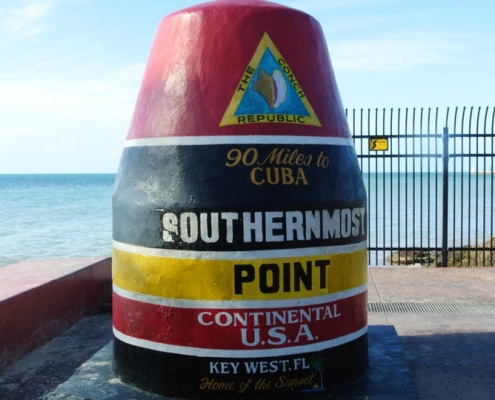 THE CONCH
REPUBLIC
90 Miles to
CUBA
SOUTHERNMOST
POINT
CONTINENTAL
U.S.A.
KEY WEST, FL
Home of the Sunset